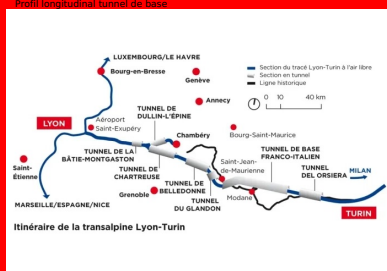 Profil longitudinal tunnel de base
LUXEMBOURG/LE HAVRE
Bourg-en-Bresse
Genève
Section du tracé Lyon-Turin à l'air libre
Section en tunnel
Ligne historique
0 10 40 km
Annecy
TUNNEL DE
DULLIN-L'ÉPINE
LYON
Aéroport
Saint-Exupéry
Chambéry
Bourg-Saint-Maurice
TUNNEL DE LA
BÂTIE-MONTGASTON
Saint-
Étienne
TUNNEL DE
CHARTREUSE
Saint-Jean-
de-Maurienne
TUNNEL DE BASE
FRANCO-ITALIEN
TUNNEL
DEL ORSIERA
MILAN
Grenoble
TUNNEL DE
BELLEDONNE
TUNNEL
DU GLANDON
Modane
MARSEILLE/ESPAGNE/NICE
TURIN
Itinéraire de la transalpine Lyon-Turin